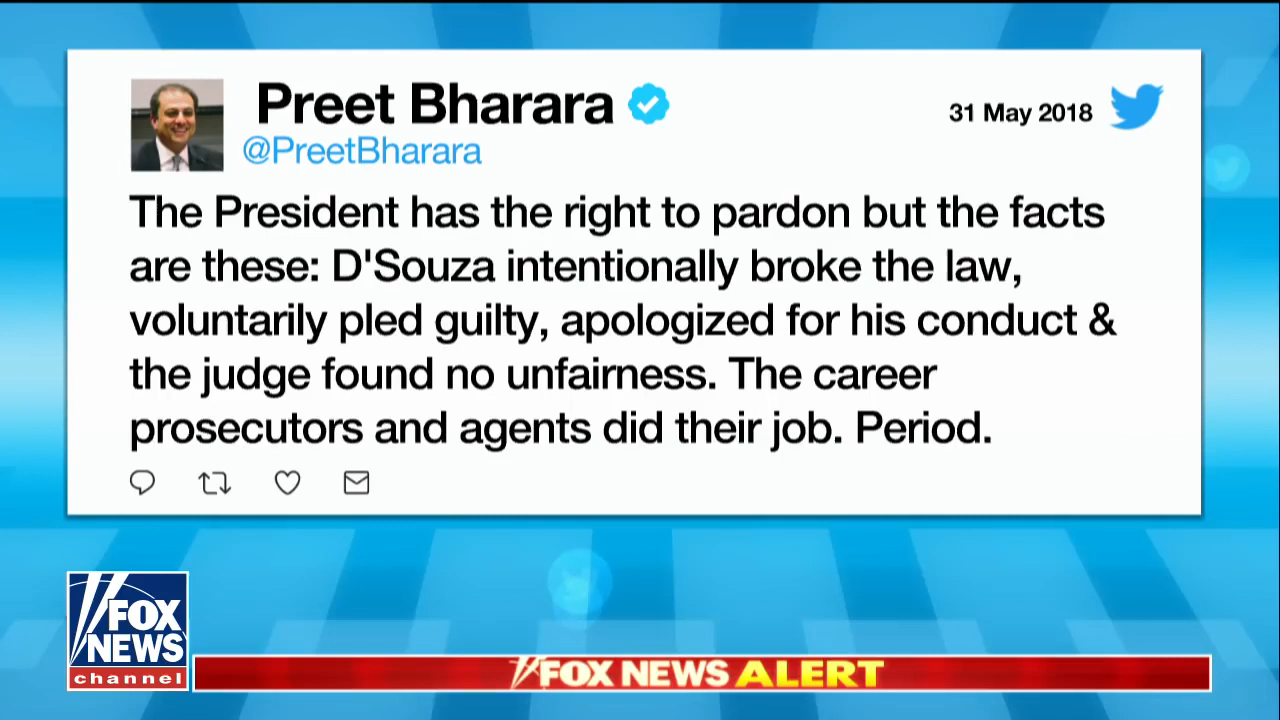 Preet Bharara
@PreetBharara
31 May 2018
The President has the right to pardon but the facts
are these: D'Souza intentionally broke the law,
voluntarily pled guilty, apologized for his conduct &
the judge found no unfairness. The career
prosecutors and agents did their job. Period.
FOX
NEWS
channel
FOX NEWS ALERT